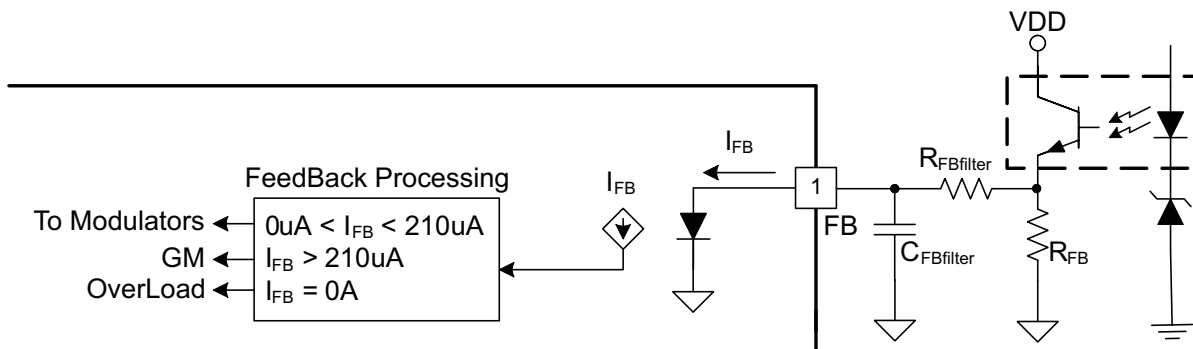 VDD
I_FB
R_FBfilter
FeedBack Processing
I_FB
1
To Modulators
0uA < I_FB < 210uA
FB
GM
I_FB > 210uA
C_FBfilter
R_FB
OverLoad
I_FB = 0A